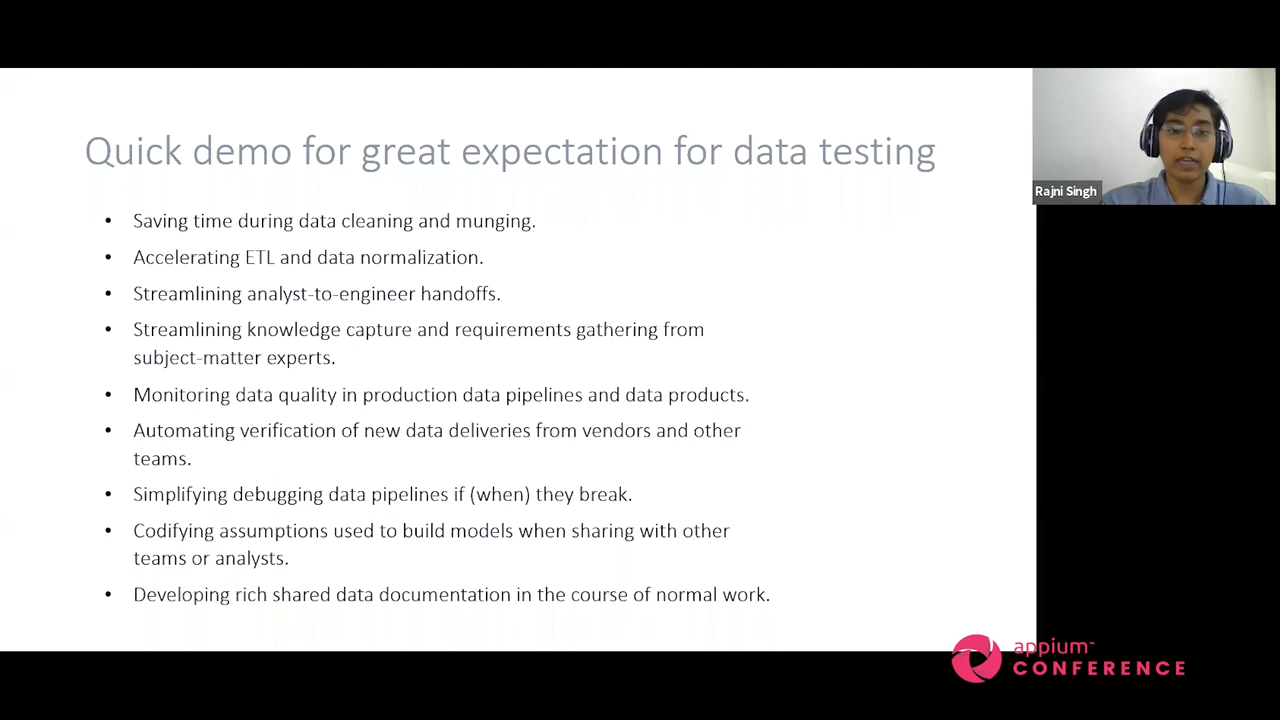 Quick demo for great expectation for data testing
• Saving time during data cleaning and munging.
• Accelerating ETL and data normalization.
• Streamlining analyst-to-engineer handoffs.
• Streamlining knowledge capture and requirements gathering from
subject-matter experts.
• Monitoring data quality in production data pipelines and data products.
• Automating verification of new data deliveries from vendors and other
teams.
• Simplifying debugging data pipelines if (when) they break.
• Codifying assumptions used to build models when sharing with other
teams or analysts.
• Developing rich shared data documentation in the course of normal work.
Rajni Singh
appium™
CONFERENCE